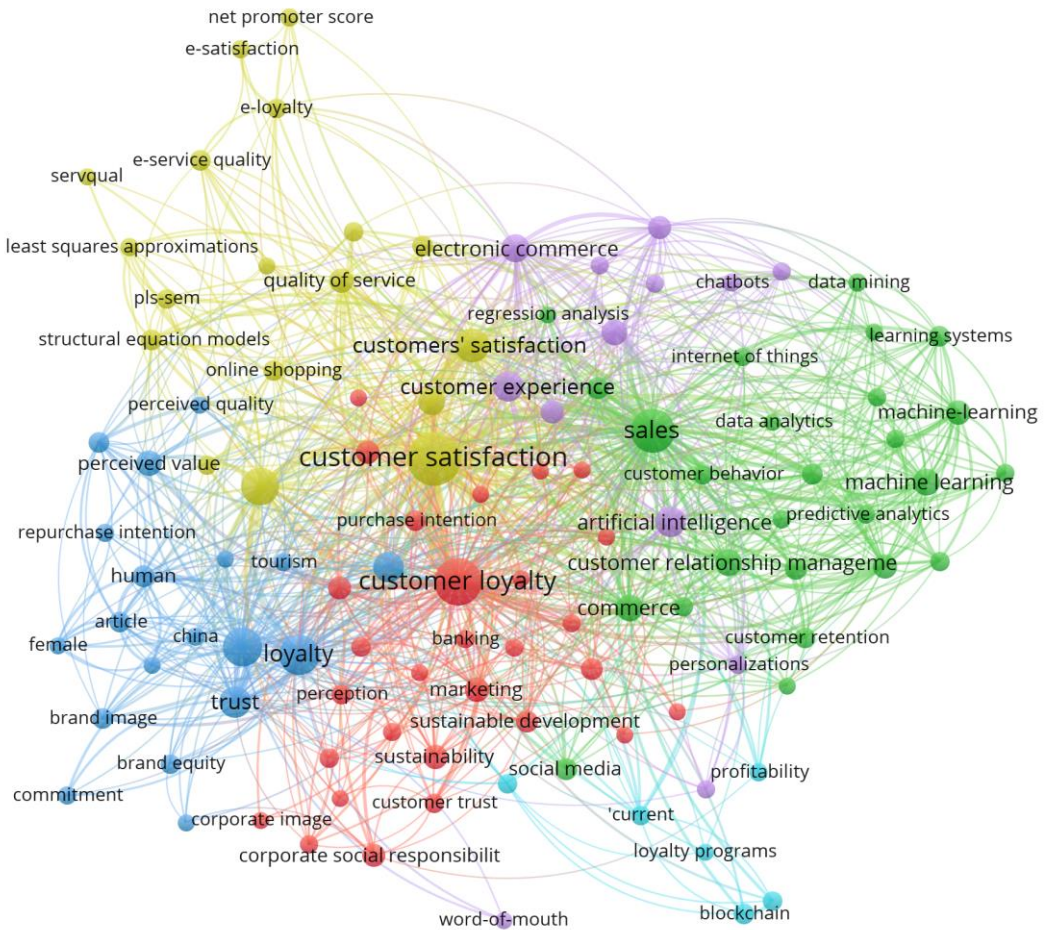 net promoter score
e-satisfaction
e-loyalty
e-service quality
servqual
least squares approximations
electronic commerce
quality of service
chatbots
data mining
pls-sem
regression analysis
structural equation models
customers' satisfaction
learning systems
internet of things
online shopping
customer experience
perceived quality
machine-learning
data analytics
sales
customer satisfaction
perceived value
customer behavior
machine learning
purchase intention
artificial intelligence
predictive analytics
repurchase intention
tourism
customer relationship manageme
human
customer loyalty
commerce
article
china
banking
customer retention
female
loyalty
personalizations
perception
marketing
trust
brand image
sustainable development
sustainability
social media
profitability
brand equity
commitment
customer trust
'current
corporate image
corporate social responsibilit
loyalty programs
word-of-mouth
blockchain